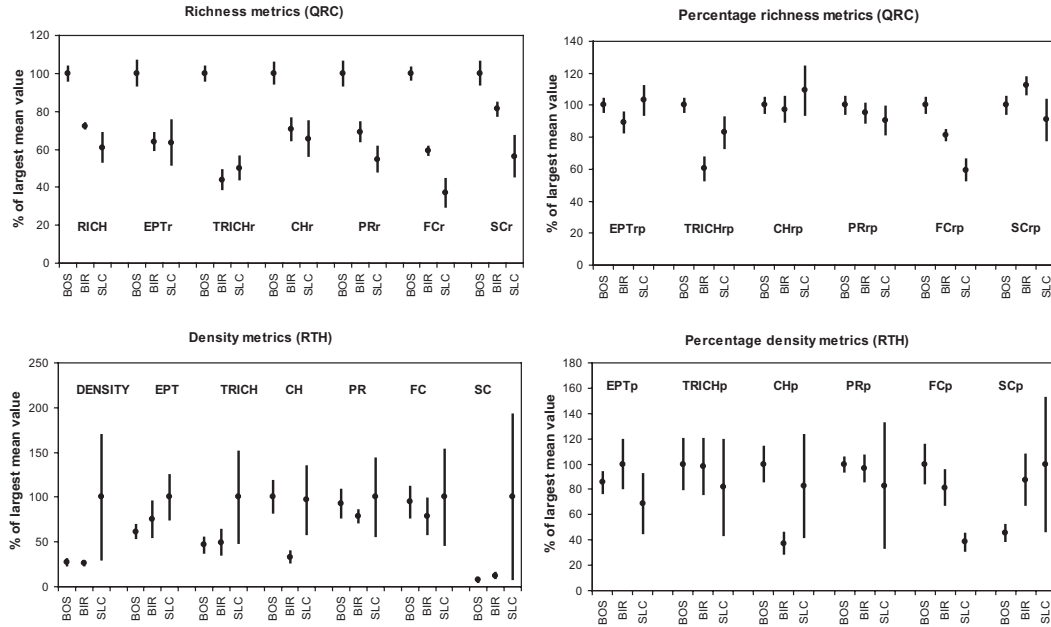 Richness metrics (QRC)
% of largest mean value
120
100
80
60
40
20
0
RICH EPTr TRICHr CHr PRr FCr SCr
BOS BIR SLC BOS BIR SLC BOS BIR SLC BOS BIR SLC BOS BIR SLC BOS BIR SLC BOS BIR SLC
Percentage richness metrics (QRC)
% of largest mean value
140
120
100
80
60
40
20
0
EPTrp TRICHrp CHrp PRrp FCrp SCrp
BOS BIR SLC BOS BIR SLC BOS BIR SLC BOS BIR SLC BOS BIR SLC BOS BIR SLC
Density metrics (RTH)
% of largest mean value
250
200
150
100
50
0
DENSITY EPT TRICH CH PR FC SC
BOS BIR SLC BOS BIR SLC BOS BIR SLC BOS BIR SLC BOS BIR SLC BOS BIR SLC BOS BIR SLC
Percentage density metrics (RTH)
% of largest mean value
180
160
140
120
100
80
60
40
20
0
EPTp TRICHp CHp PRp FCp SCp
BOS BIR SLC BOS BIR SLC BOS BIR SLC BOS BIR SLC BOS BIR SLC BOS BIR SLC